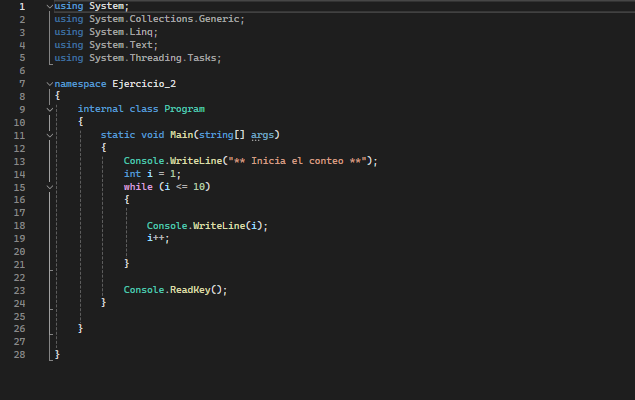 1 using System;
2 using System.Collections.Generic;
3 using System.Linq;
4 using System.Text;
5 using System.Threading.Tasks;
6
7 namespace Ejercicio_2
8 {
9 internal class Program
10 {
11 static void Main(string[] args)
12 {
13 Console.WriteLine("** Inicia el conteo **");
14 int i = 1;
15 while (i <= 10)
16 {
17
18 Console.WriteLine(i);
19 i++;
20
21 }
22
23 Console.ReadKey();
24 }
25
26 }
27
28 }